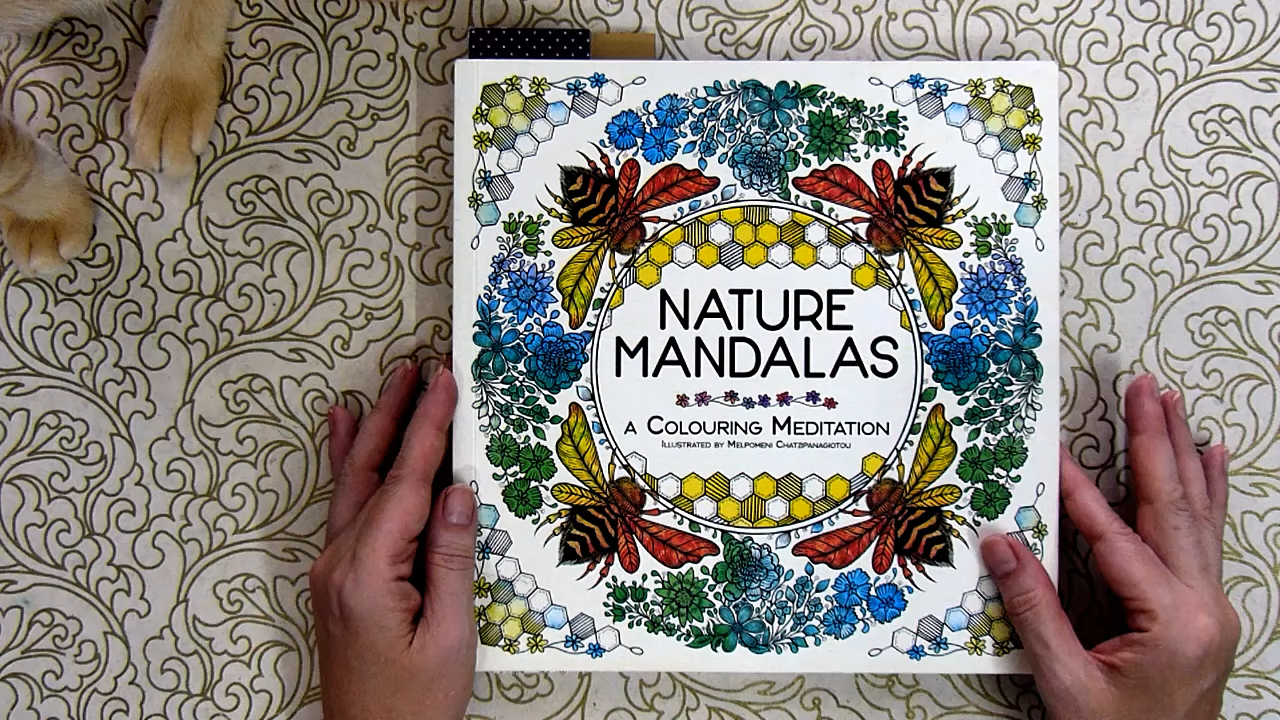 NATURE
MANDALAS
A COLOURING MEDITATION
ILLUSTRATED BY MELPOMENI CHATZIPANAGIOTOU